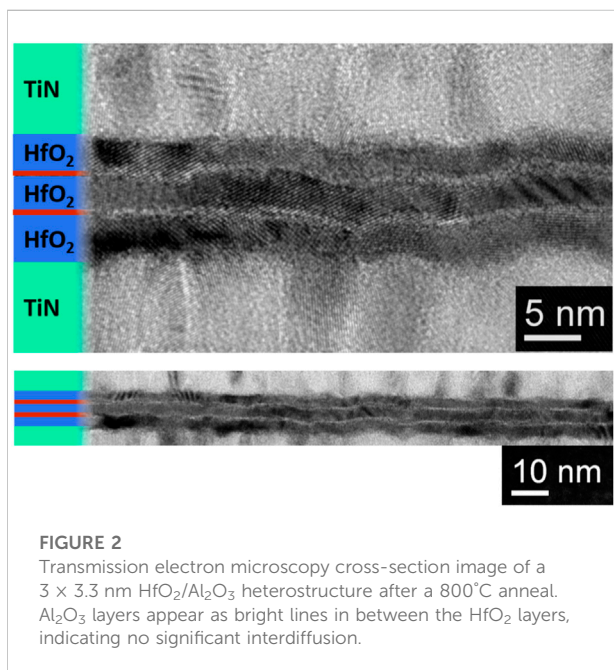 TiN
HfO₂
HfO₂
HfO₂
TiN
5 nm
10 nm
FIGURE 2
Transmission electron microscopy cross-section image of a
3 × 3.3 nm HfO₂/Al₂O₃ heterostructure after a 800°C anneal.
Al₂O₃ layers appear as bright lines in between the HfO₂ layers,
indicating no significant interdiffusion.